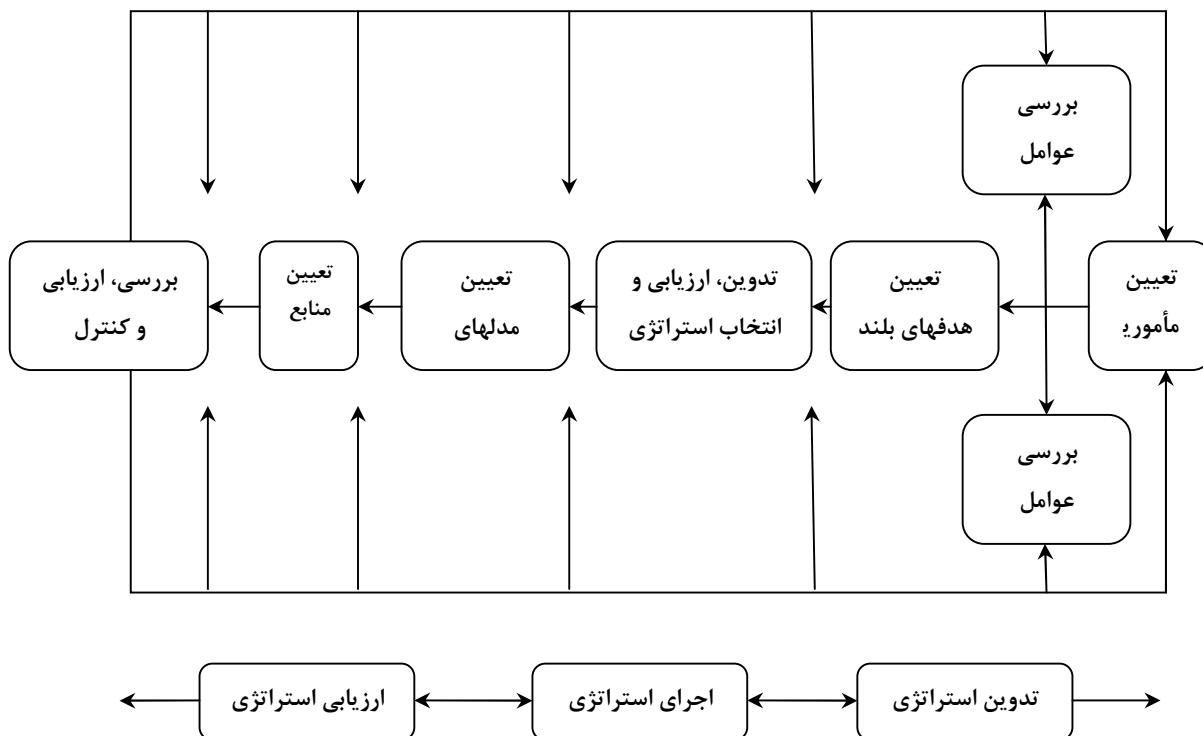 بررسی
عوامل
تعیین
مأموریـ
تعیین
هدفهای بلند
تدوین، ارزیابی و
انتخاب استراتژی
تعیین
مدلهای
تعیین
منابع
بررسی، ارزیابی
و کنترل
بررسی
عوامل
تدوین استراتژی
اجرای استراتژی
ارزیابی استراتژی